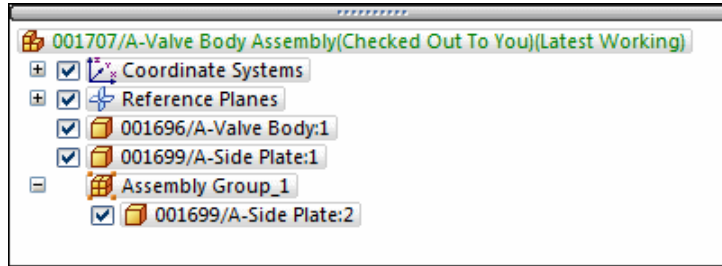 001707/A-Valve Body Assembly(Checked Out To You)(Latest Working)
Coordinate Systems
Reference Planes
001696/A-Valve Body:1
001699/A-Side Plate:1
Assembly Group_1
001699/A-Side Plate:2